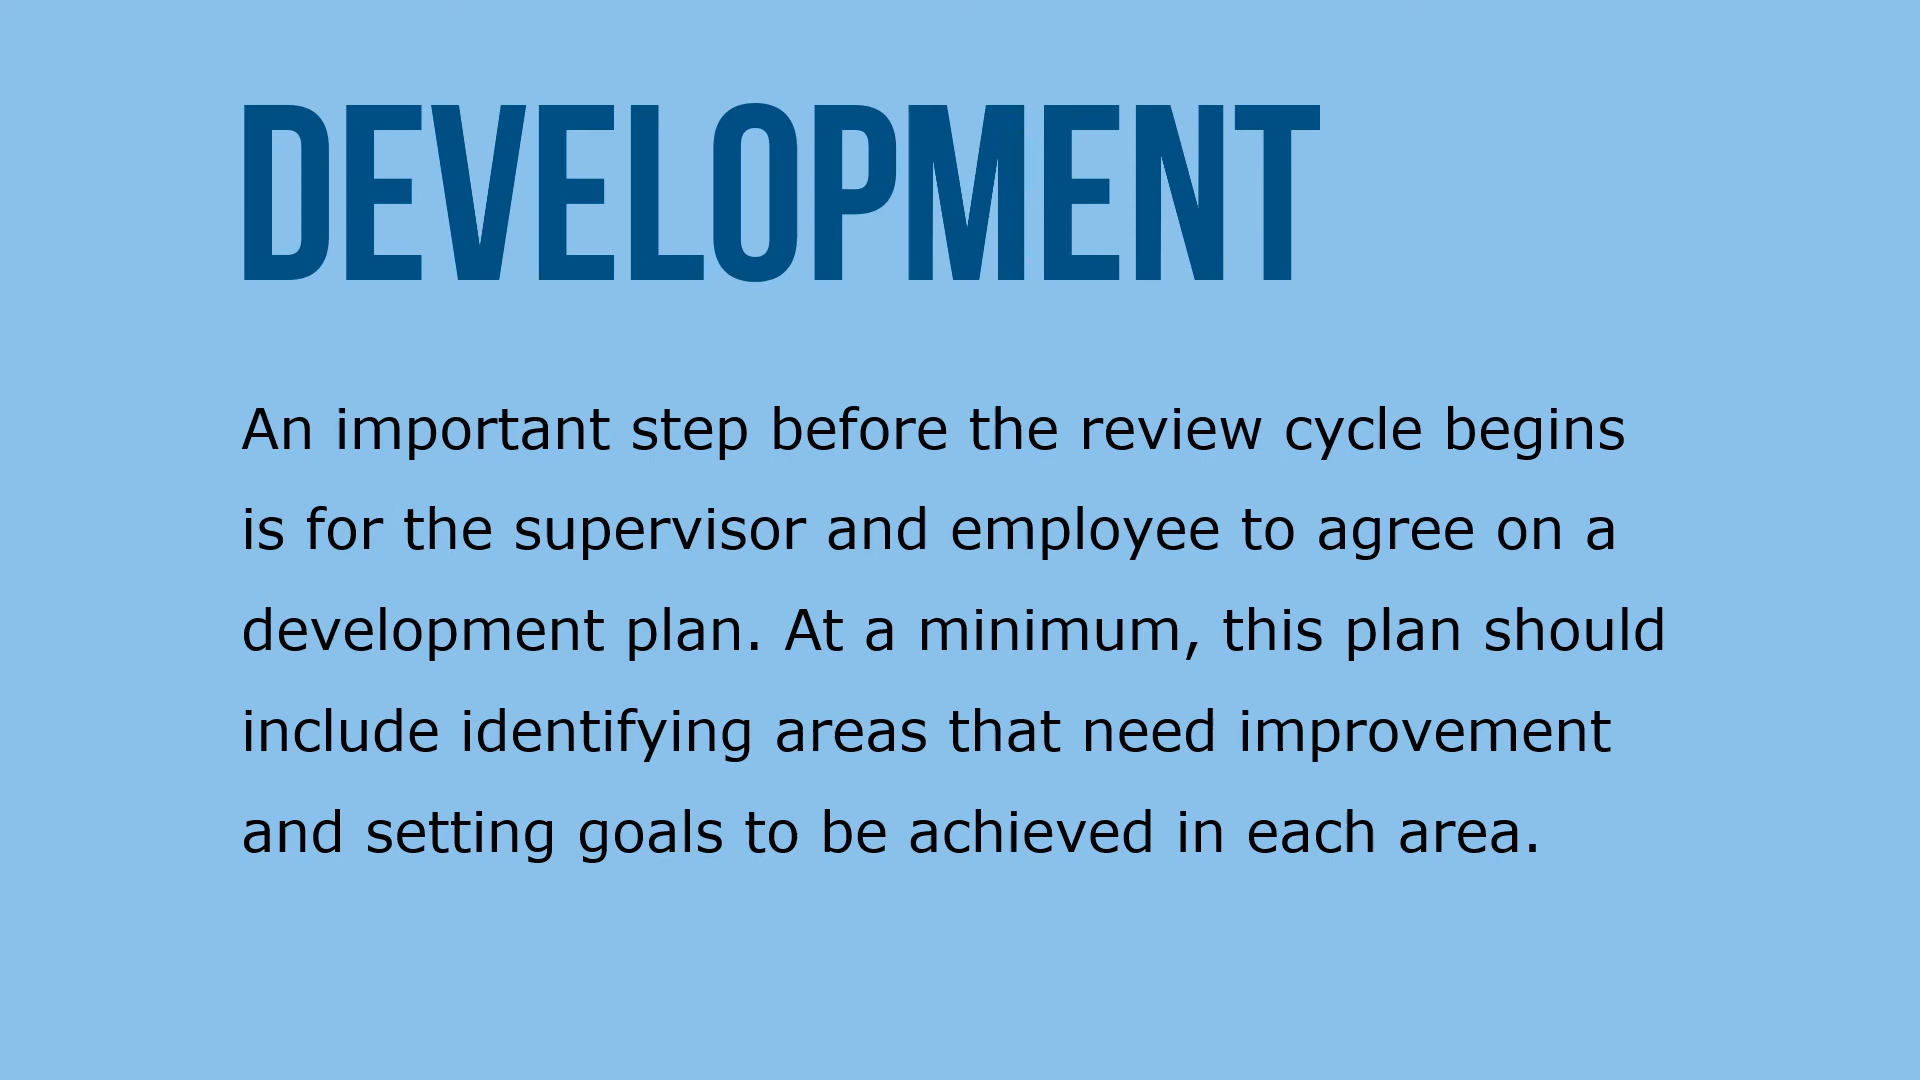 DEVELOPMENT
An important step before the review cycle begins
is for the supervisor and employee to agree on a
development plan. At a minimum, this plan should
include identifying areas that need improvement
and setting goals to be achieved in each area.